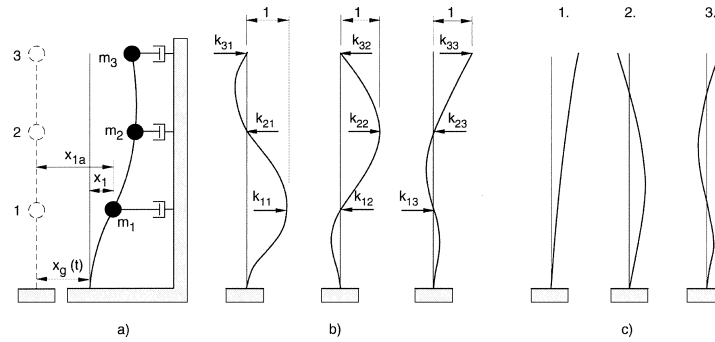 3
m3
2
m2
x1a
x1
1
m1
xg (t)
a)
1
k31
k21
k11
1
k32
k22
k12
1
k33
k23
k13
b)
1.
2.
3.
c)